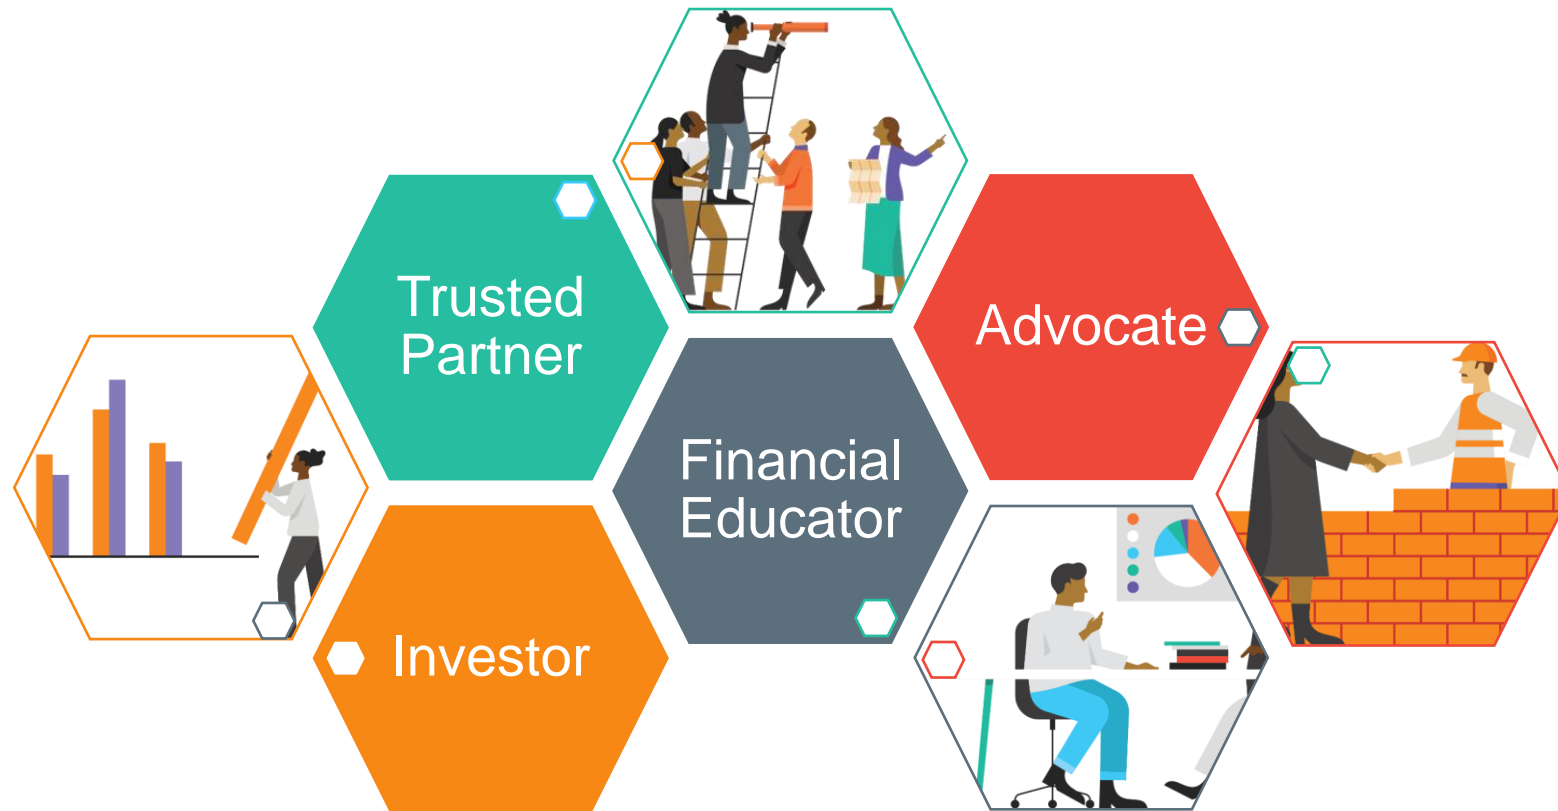 Trusted
Partner
Advocate
Financial
Educator
Investor